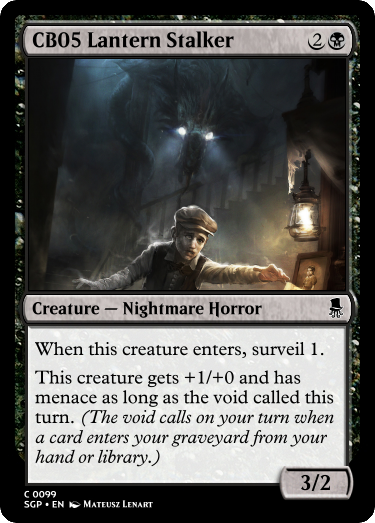 CB05 Lantern Stalker 2
Creature — Nightmare Horror
When this creature enters, surveil 1.
This creature gets +1/+0 and has
menace as long as the void called this
turn. (The void calls on your turn when
a card enters your graveyard from your
hand or library.)
3/2
C 0099
SGP • EN Mateusz Lenart